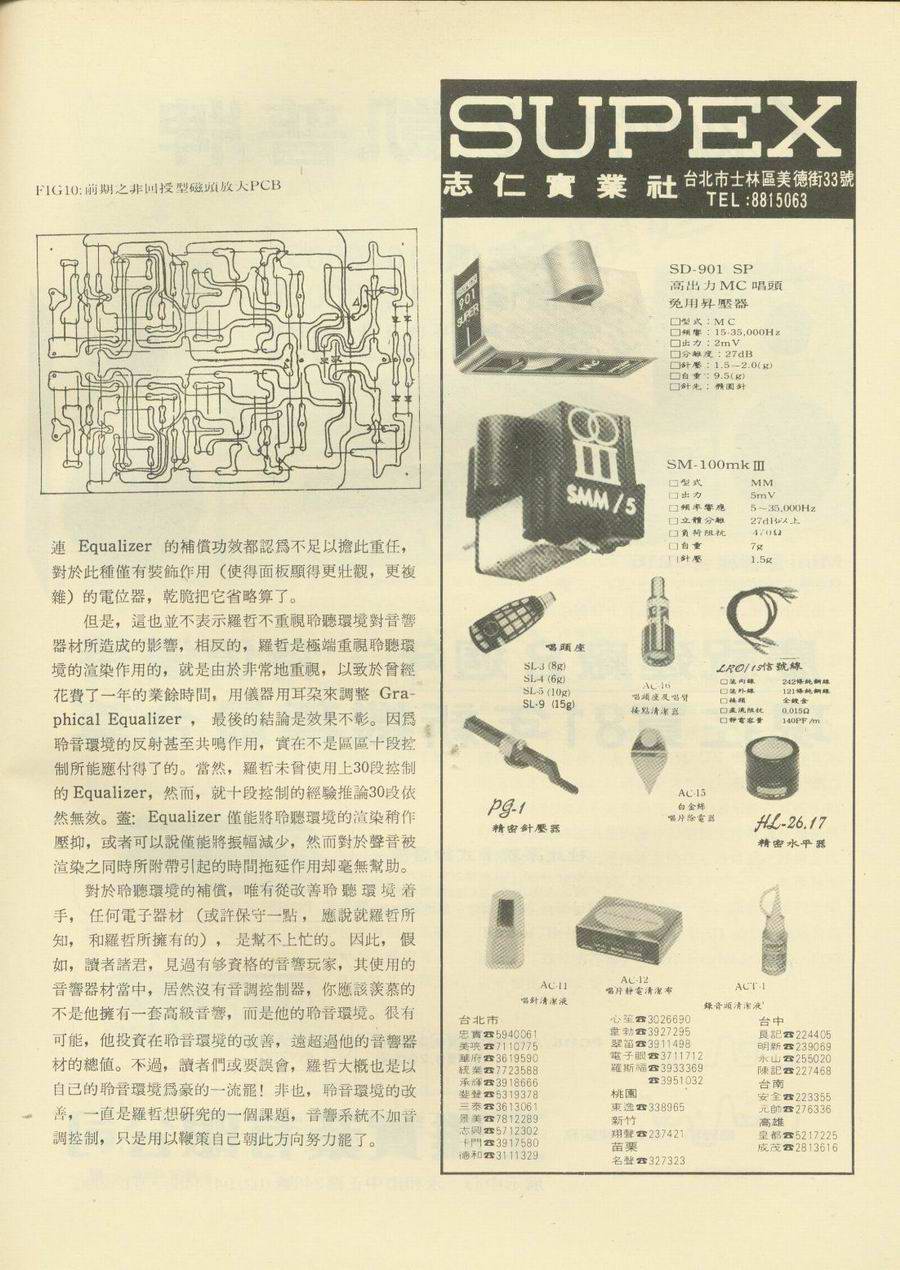 FIG10:前期之非回授型磁頭放大PCB
連 Equalizer 的補償功效都認爲不足以擔此重任，
對於此種僅有裝飾作用（使得面板顯得更壯觀，更複
雜）的電位器，乾脆把它省略算了。
但是，這也並不表示羅哲不重視聆聽環境對音響
器材所造成的影響，相反的，羅哲是極端重視聆聽環
境的渲染作用的，就是由於非常地重視，以致於曾經
花費了一年的業餘時間，用儀器用耳朶來調整 Gra-
phical Equalizer ， 最後的結論是效果不彰。因爲
聆音環境的反射甚至共鳴作用，實在不是區區十段控
制所能應付得了的。當然，羅哲未曾使用上30段控制
的 Equalizer，然而，就十段控制的經驗推論30段依
然無效。蓋: Equalizer 僅能將聆聽環境的渲染稍作
壓抑，或者可以說僅能將振幅減少，然而對於聲音被
渲染之同時所附帶引起的時間拖延作用却毫無幫助。
對於聆聽環境的補償，唯有從改善聆聽環境着
手，任何電子器材（或許保守一點，應說就羅哲所
知，和羅哲所擁有的），是幫不上忙的。因此，假
如，讀者諸君，見過有够資格的音響玩家，其使用的
音響器材當中，居然沒有音調控制器，你應該羨慕的
不是他擁有一套高級音響，而是他的聆音環境。很有
可能，他投資在聆音環境的改善，遠超過他的音響器
材的總值。不過，讀者們或要誤會，羅哲大概也是以
自己的聆音環境爲豪的一流罷！非也，聆音環境的改
善，一直是羅哲想硏究的一個課題，音響系統不加音
調控制，只是用以鞭策自己朝此方向努力罷了。
SUPEX
志仁實業社 台北市士林區美德街33號
TEL:8815063
901
SUPER
SD-901 SP
高出力MC唱頭
免用昇壓器
□型式：MC
□頻響：15-35,000Hz
□出力：2mV
□分離度：27dB
□針壓：1.5-2.0(g)
□自重：9.5(g)
□針尖：橢圓針
III
SMM/5
SM-100mk III
□型式 MM
□出力 5mV
□頻率響應 5～35,000Hz
□立體分離 27dB以上
□負荷阻抗 47kΩ
□自重 7g
□針壓 1.5g
唱頭座
SL-3 (8g)
SL-4 (6g)
SL-5 (10g)
SL-9 (15g)
AC-16
唱頭座及唱臂
接點清潔器
LRO/15信號線
□蕊內線 242條純銅線
□蕊外線 121條純銅線
□接頭 全鍍金
□直流阻抗 0.015Ω
□靜電容量 140PF/m
PG-1
精密針壓器
AC-15
白金綿
唱片除電器
HL-26,17
精密水平器
AC-11
唱針清潔液
AC-12
唱片靜電清潔布
ACT-1
錄音頭清潔液
台北市
忠實☎5940061
美琪☎7110775
華府☎3619590
統業☎7723588
承輝☎3918666
斐聲☎5319378
三泰☎3613061
景美☎7812289
志興☎5712302
卡門☎3917580
德和☎3111329
心笙☎3026690
韋勃☎3927295
翠笛☎3911498
電子眼☎3711712
羅斯福☎3933369
☎3951032
桃園
東逸☎338965
新竹
翔聲☎237421
苗栗
名聲☎327323
台中
良記☎224405
明新☎239069
永山☎255020
陳記☎227468
台南
安全☎223355
元帥☎276336
高雄
皇都☎5217225
成茂☎2813616